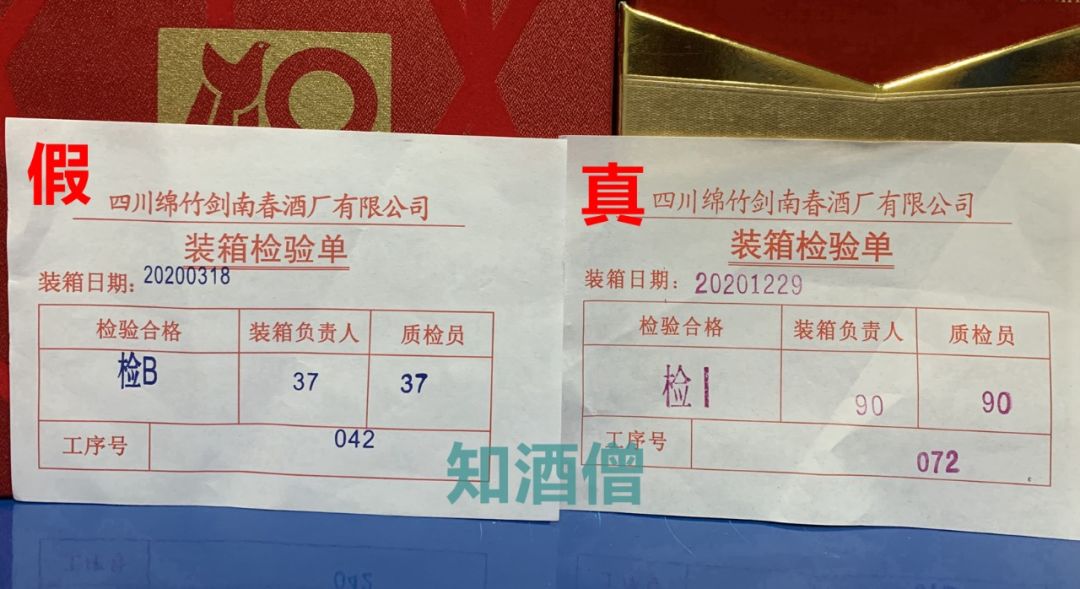 假
四川绵竹剑南春酒厂有限公司
装箱检验单
装箱日期: 20200318
检验合格 装箱负责人 质检员
检B 37 37
工序号 042
真
四川绵竹剑南春酒厂有限公司
装箱检验单
装箱日期: 20201229
检验合格 装箱负责人 质检员
检I 90 90
工序号 072
知酒僧
042